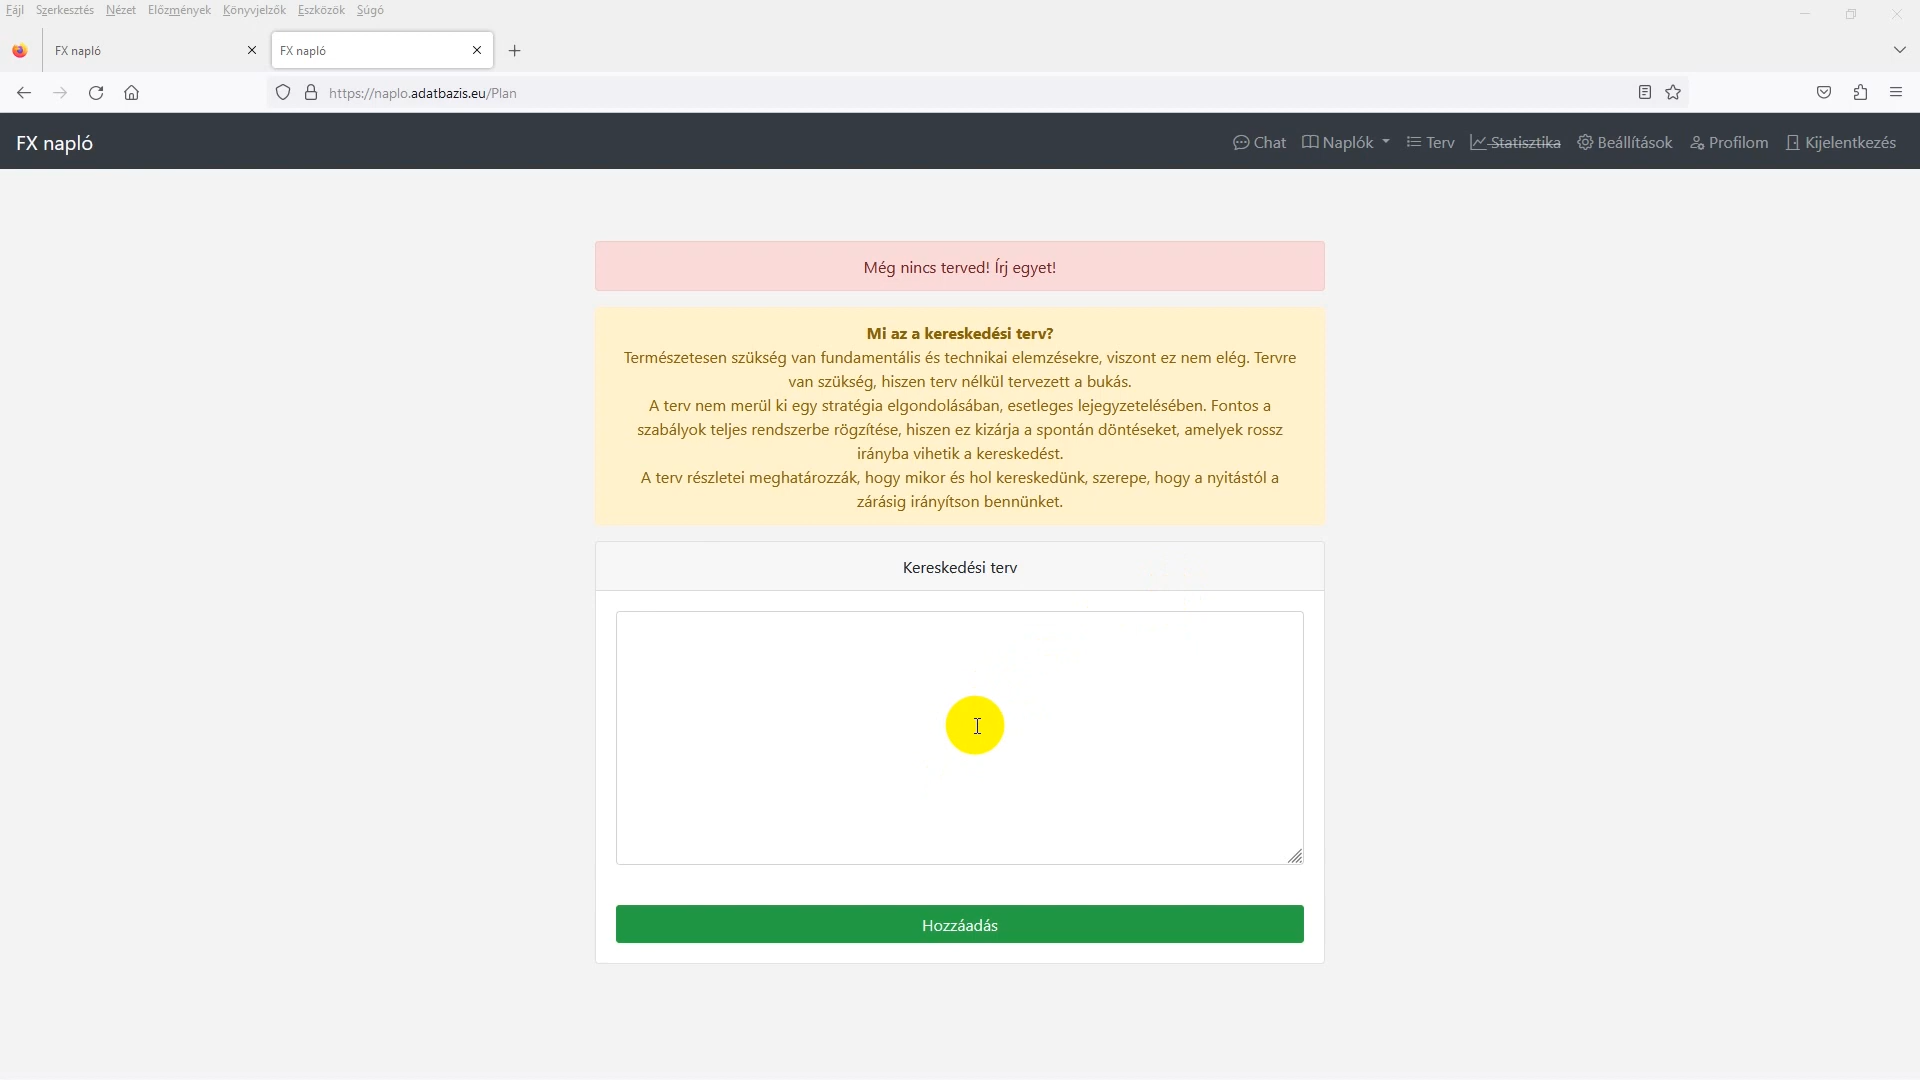 Fájl Szerkesztés Nézet Előzmények Könyvjelzők Eszközök Súgó
FX napló
FX napló
https://naplo.adatbazis.eu/Plan
FX napló
Chat Naplók Terv Statisztika Beállítások Profilom Kijelentkezés
Még nincs terved! Írj egyet!
Mi az a kereskedési terv?
Természetesen szükség van fundamentális és technikai elemzésekre, viszont ez nem elég. Tervre
van szükség, hiszen terv nélkül tervezett a bukás.
A terv nem merül ki egy stratégia elgondolásában, esetleges lejegyzetelésében. Fontos a
szabályok teljes rendszerbe rögzítése, hiszen ez kizárja a spontán döntéseket, amelyek rossz
irányba vihetik a kereskedést.
A terv részletei meghatározzák, hogy mikor és hol kereskedünk, szerepe, hogy a nyitástól a
zárásig irányítson bennünket.
Kereskedési terv
Hozzáadás